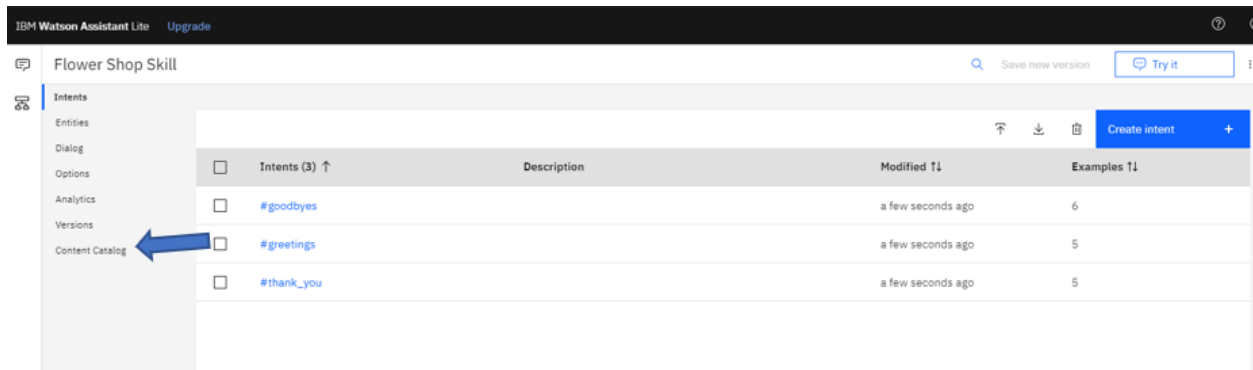 IBM Watson Assistant Lite Upgrade
Flower Shop Skill Save new version Try it
Intents
Entities
Dialog
Options
Analytics
Versions
Content Catalog
Create intent +
Intents (3) ↑ Description Modified ↑↓ Examples ↑↓
#goodbyes a few seconds ago 6
#greetings a few seconds ago 5
#thank_you a few seconds ago 5